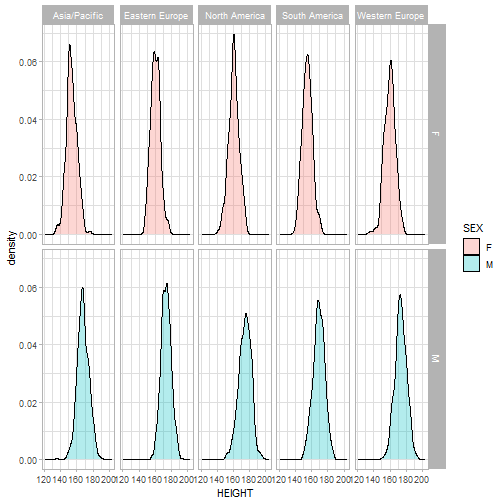 Asia/Pacific Eastern Europe North America South America Western Europe
0.06
0.04
0.02
0.00
F
density
SEX
F
M
0.06
0.04
0.02
0.00
M
120 140 160 180 200 120 140 160 180 200 120 140 160 180 200 120 140 160 180 200 120 140 160 180 200
HEIGHT